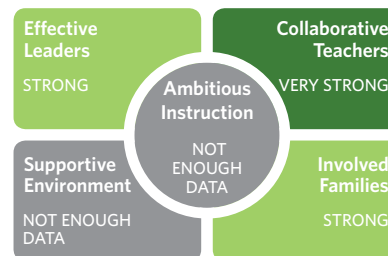 Effective
Leaders
STRONG
Collaborative
Teachers
VERY STRONG
Ambitious
Instruction
NOT
ENOUGH
DATA
Supportive
Environment
NOT ENOUGH
DATA
Involved
Families
STRONG